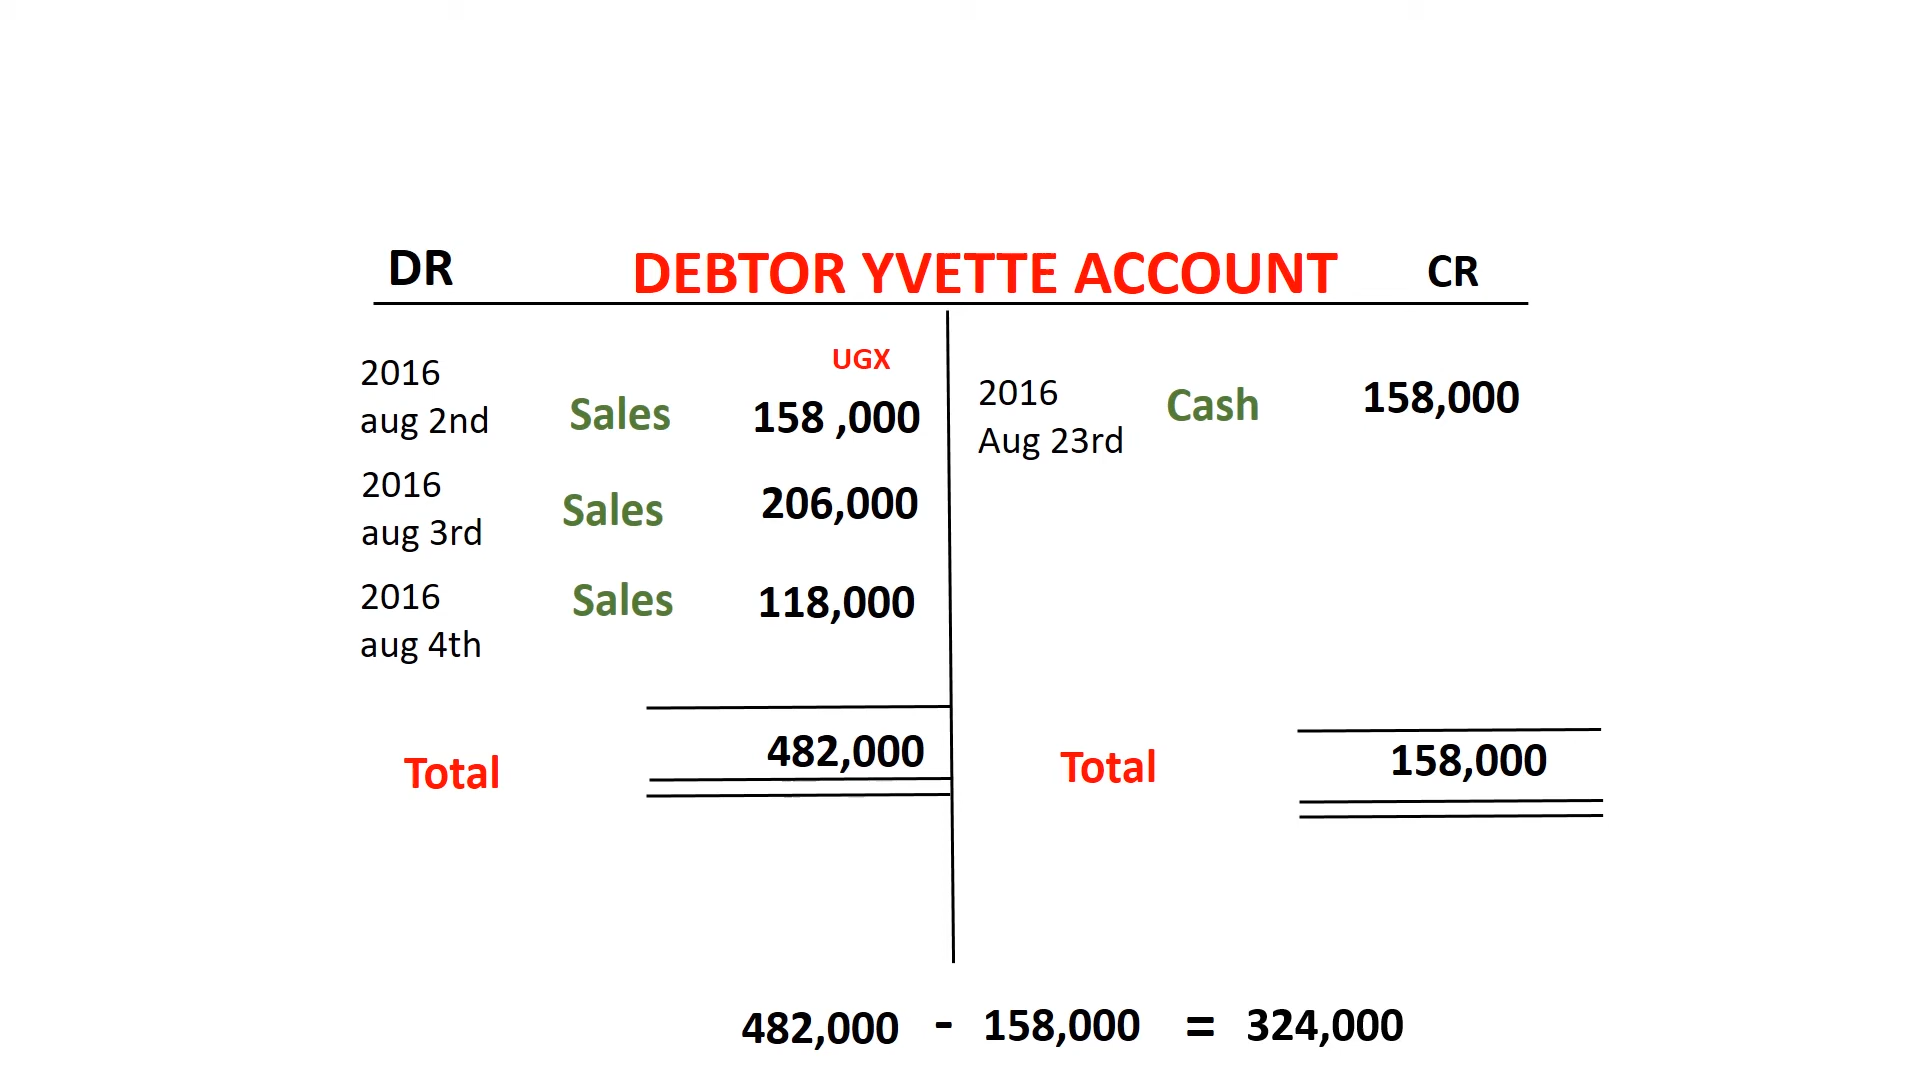 DR DEBTOR YVETTE ACCOUNT CR
UGX
2016
aug 2nd Sales 158 ,000
2016
aug 3rd Sales 206,000
2016
aug 4th Sales 118,000
Total 482,000
2016
Aug 23rd Cash 158,000
Total 158,000
482,000 - 158,000 = 324,000